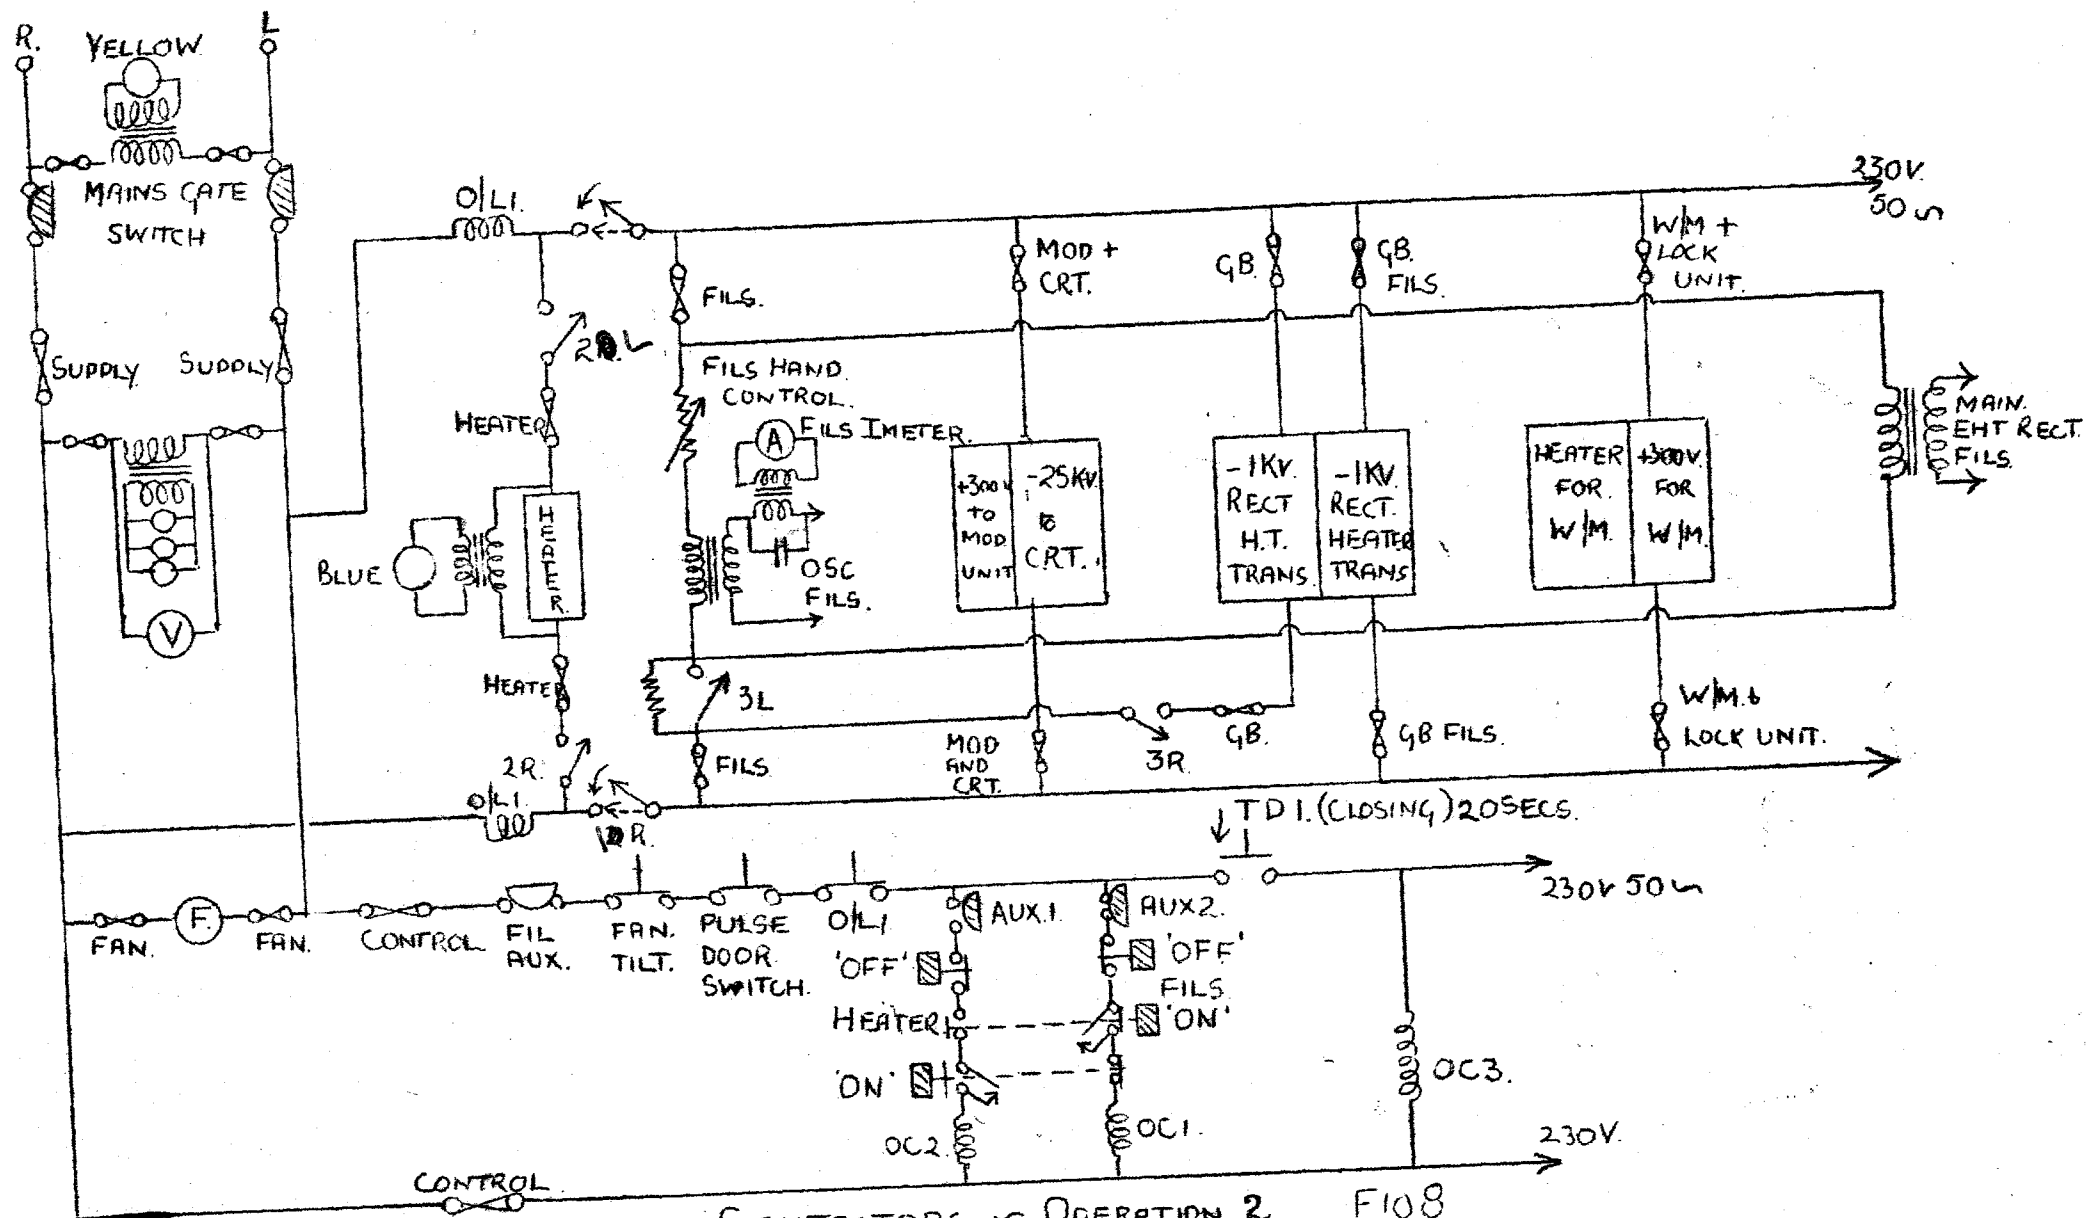 R.
YELLOW
L
MAINS GATE
SWITCH
O/L1.
230V.
50
MOD +
CRT.
GB.
GB.
FILS.
W/M +
LOCK
UNIT.
FILS.
SUPPLY
SUPPLY
FILS HAND
CONTROL.
HEATER
A
FILS IMETER.
MAIN.
EHT RECT.
FILS.
+300V
TO
MOD
UNIT
-25KV.
to
CRT.
-1KV.
RECT
H.T.
TRANS
-1KV.
RECT.
HEATER
TRANS
HEATER
FOR
W/M.
+300V.
FOR
W/M.
BLUE
HEATER.
OSC
FILS.
V
HEATER
3L
W/M.&
LOCK UNIT.
2R.
FILS
MOD
AND
CRT.
3R.
GB.
GB FILS.
O/L1.
R.
TD1.(CLOSING) 20SECS.
230V 50
FAN.
F.
FAN.
CONTROL
FIL
AUX.
FAN.
TILT.
PULSE
DOOR
SWITCH.
O/L1
AUX.1.
AUX2.
'OFF'
'OFF'
FILS
HEATER
'ON'
'ON'
OC2.
OC1.
OC3.
230V.
CONTROL
OPERATION 2
FIG 8